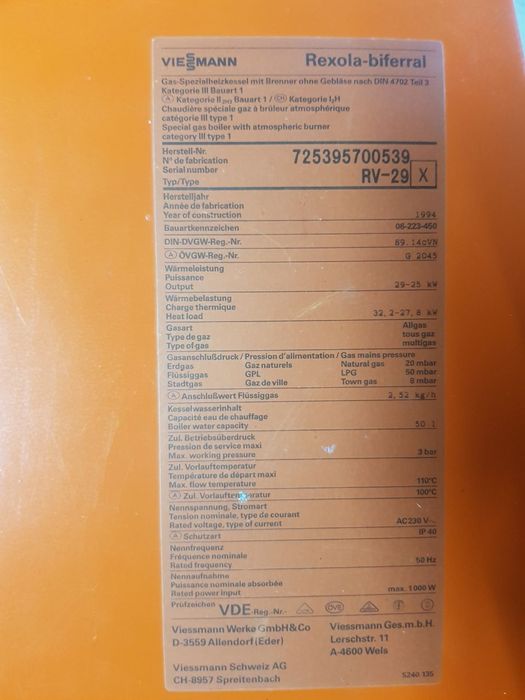 VIESSMANN Rexola-biferral
Gas-Spezialheizkessel mit Brenner ohne Gebläse nach DIN 4702 Teil 3
Kategorie III Bauart 1
Ⓐ Kategorie II 2H3 Bauart 1 / CH Kategorie I2H
Chaudière spéciale gaz à brûleur atmosphérique
catégorie III type 1
Special gas boiler with atmospheric burner
category III type 1
Herstell-Nr.
N° de fabrication 725395700539
Serial number
Typ/Type RV-29 X
Herstelljahr
Année de fabrication
Year of construction 1994
Bauartkennzeichen 08-223-450
DIN-DVGW-Reg.-Nr. 89.14cVN
Ⓐ ÖVGW-Reg.-Nr. G 2045
Wärmeleistung
Puissance
Output 29-25 kW
Wärmebelastung
Charge thermique
Heat load 32,2-27,8 kW
Gasart Allgas
Type de gaz tous gaz
Type of gas multigas
Gasanschlußdruck / Pression d'alimentation / Gas mains pressure
Erdgas Gaz naturels Natural gas 20 mbar
Flüssiggas GPL LPG 50 mbar
Stadtgas Gaz de ville Town gas 8 mbar
Ⓐ Anschlußwert Flüssiggas 2,52 kg/h
Kesselwasserinhalt
Capacité eau de chauffage
Boiler water capacity 50 l
Zul. Betriebsüberdruck
Pression de service maxi
Max. working pressure 3 bar
Zul. Vorlauftemperatur
Température de départ maxi
Max. flow temperature 110°C
Ⓐ Zul. Vorlauftemperatur 100°C
Nennspannung, Stromart
Tension nominale, type de courant
Rated voltage, type of current AC 230 V~
Ⓐ Schutzart IP 40
Nennfrequenz
Fréquence nominale
Rated frequency 50 Hz
Nennaufnahme
Puissance nominale absorbée
Rated power input max. 1000 W
Prüfzeichen VDE-Reg.-Nr.- ÖVE
Viessmann Werke GmbH&Co Viessmann Ges.m.b.H.
D-3559 Allendorf (Eder) Lerschstr. 11
A-4600 Wels
Viessmann Schweiz AG
CH-8957 Spreitenbach 5240 135